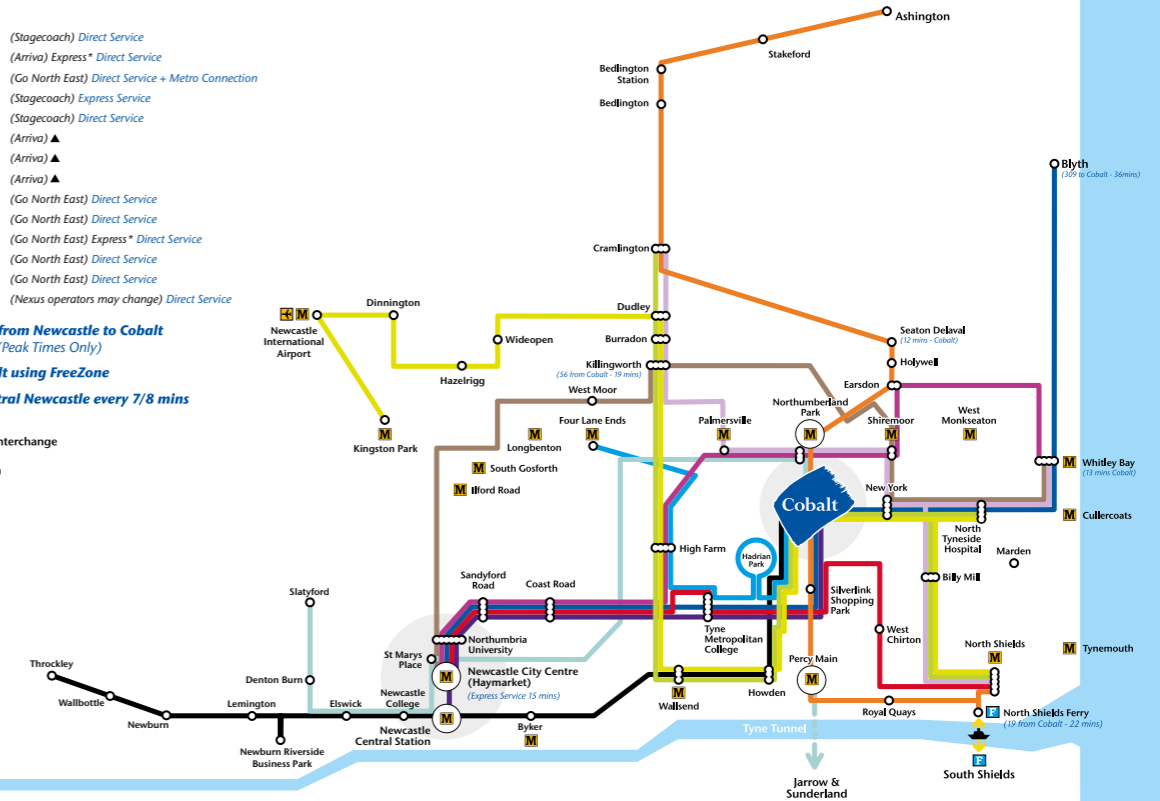 (Stagecoach) Direct Service
(Arriva) Express* Direct Service
(Go North East) Direct Service + Metro Connection
(Stagecoach) Express Service
(Stagecoach) Direct Service
(Arriva) ▲
(Arriva) ▲
(Arriva) ▲
(Go North East) Direct Service
(Go North East) Direct Service
(Go North East) Express* Direct Service
(Go North East) Direct Service
(Go North East) Direct Service
(Nexus operators may change) Direct Service
from Newcastle to Cobalt
(Peak Times Only)
lt using FreeZone
tral Newcastle every 7/8 mins
nterchange
Ashington
Stakeford
Bedlington
Station
Bedlington
Blyth
(309 to Cobalt - 36mins)
Cramlington
Dinnington
M
Newcastle
International
Airport
Dudley
Wideopen
Burradon
Seaton Delaval
(12 mins - Cobalt)
Holywell
Killingworth
(56 from Cobalt - 19 mins)
Hazelrigg
Earsdon
West Moor
Northumberland
Park
M
Kingston Park
M
Four Lane Ends
M
Longbenton
M
Palmersville
M
Shiremoor
M
West
Monkseaton
M
M South Gosforth
M Ilford Road
M Whitley Bay
(13 mins Cobalt)
New York
Cobalt
M Cullercoats
North
Tyneside
Hospital
High Farm
Hadrian
Park
Marden
Billy Mill
Sandyford
Road
Coast Road
Slatyford
Silverlink
Shopping
Park
Tyne
Metropolitan
College
West
Chirton
Northumbria
University
St Marys
Place
North Shields
M
M Tynemouth
Throckley
Percy Main
M
M
Newcastle City Centre
(Haymarket)
(Express Service 15 mins)
Denton Burn
Wallbottle
Newcastle
College
Wallsend
M
Howden
Lemington
Elswick
Royal Quays
Newburn
M
Newcastle
Central Station
Byker
M
F North Shields Ferry
(19 from Cobalt - 22 mins)
Newburn Riverside
Business Park
Tyne Tunnel
F
South Shields
Jarrow &
Sunderland